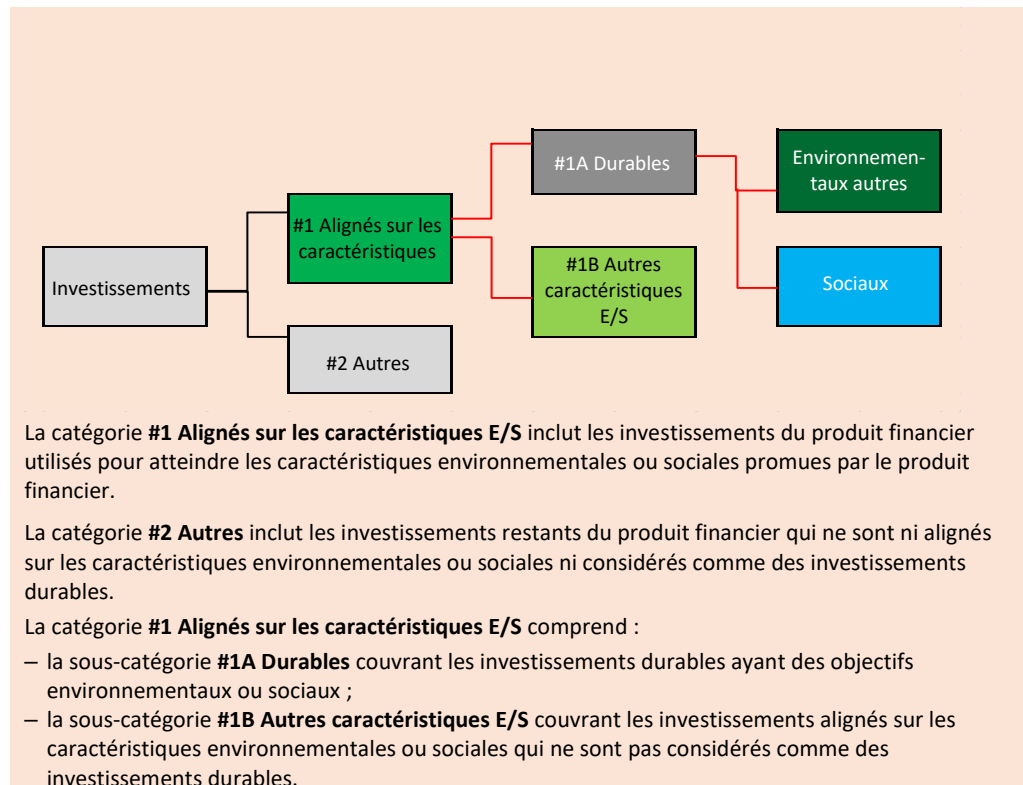 #1A Durables
Environnemen-
taux autres
#1 Alignés sur les
caractéristiques
Investissements
#1B Autres
caractéristiques
E/S
Sociaux
#2 Autres
La catégorie #1 Alignés sur les caractéristiques E/S inclut les investissements du produit financier
utilisés pour atteindre les caractéristiques environnementales ou sociales promues par le produit
financier.
La catégorie #2 Autres inclut les investissements restants du produit financier qui ne sont ni alignés
sur les caractéristiques environnementales ou sociales ni considérés comme des investissements
durables.
La catégorie #1 Alignés sur les caractéristiques E/S comprend :
– la sous-catégorie #1A Durables couvrant les investissements durables ayant des objectifs
environnementaux ou sociaux ;
– la sous-catégorie #1B Autres caractéristiques E/S couvrant les investissements alignés sur les
caractéristiques environnementales ou sociales qui ne sont pas considérés comme des
investissements durables.